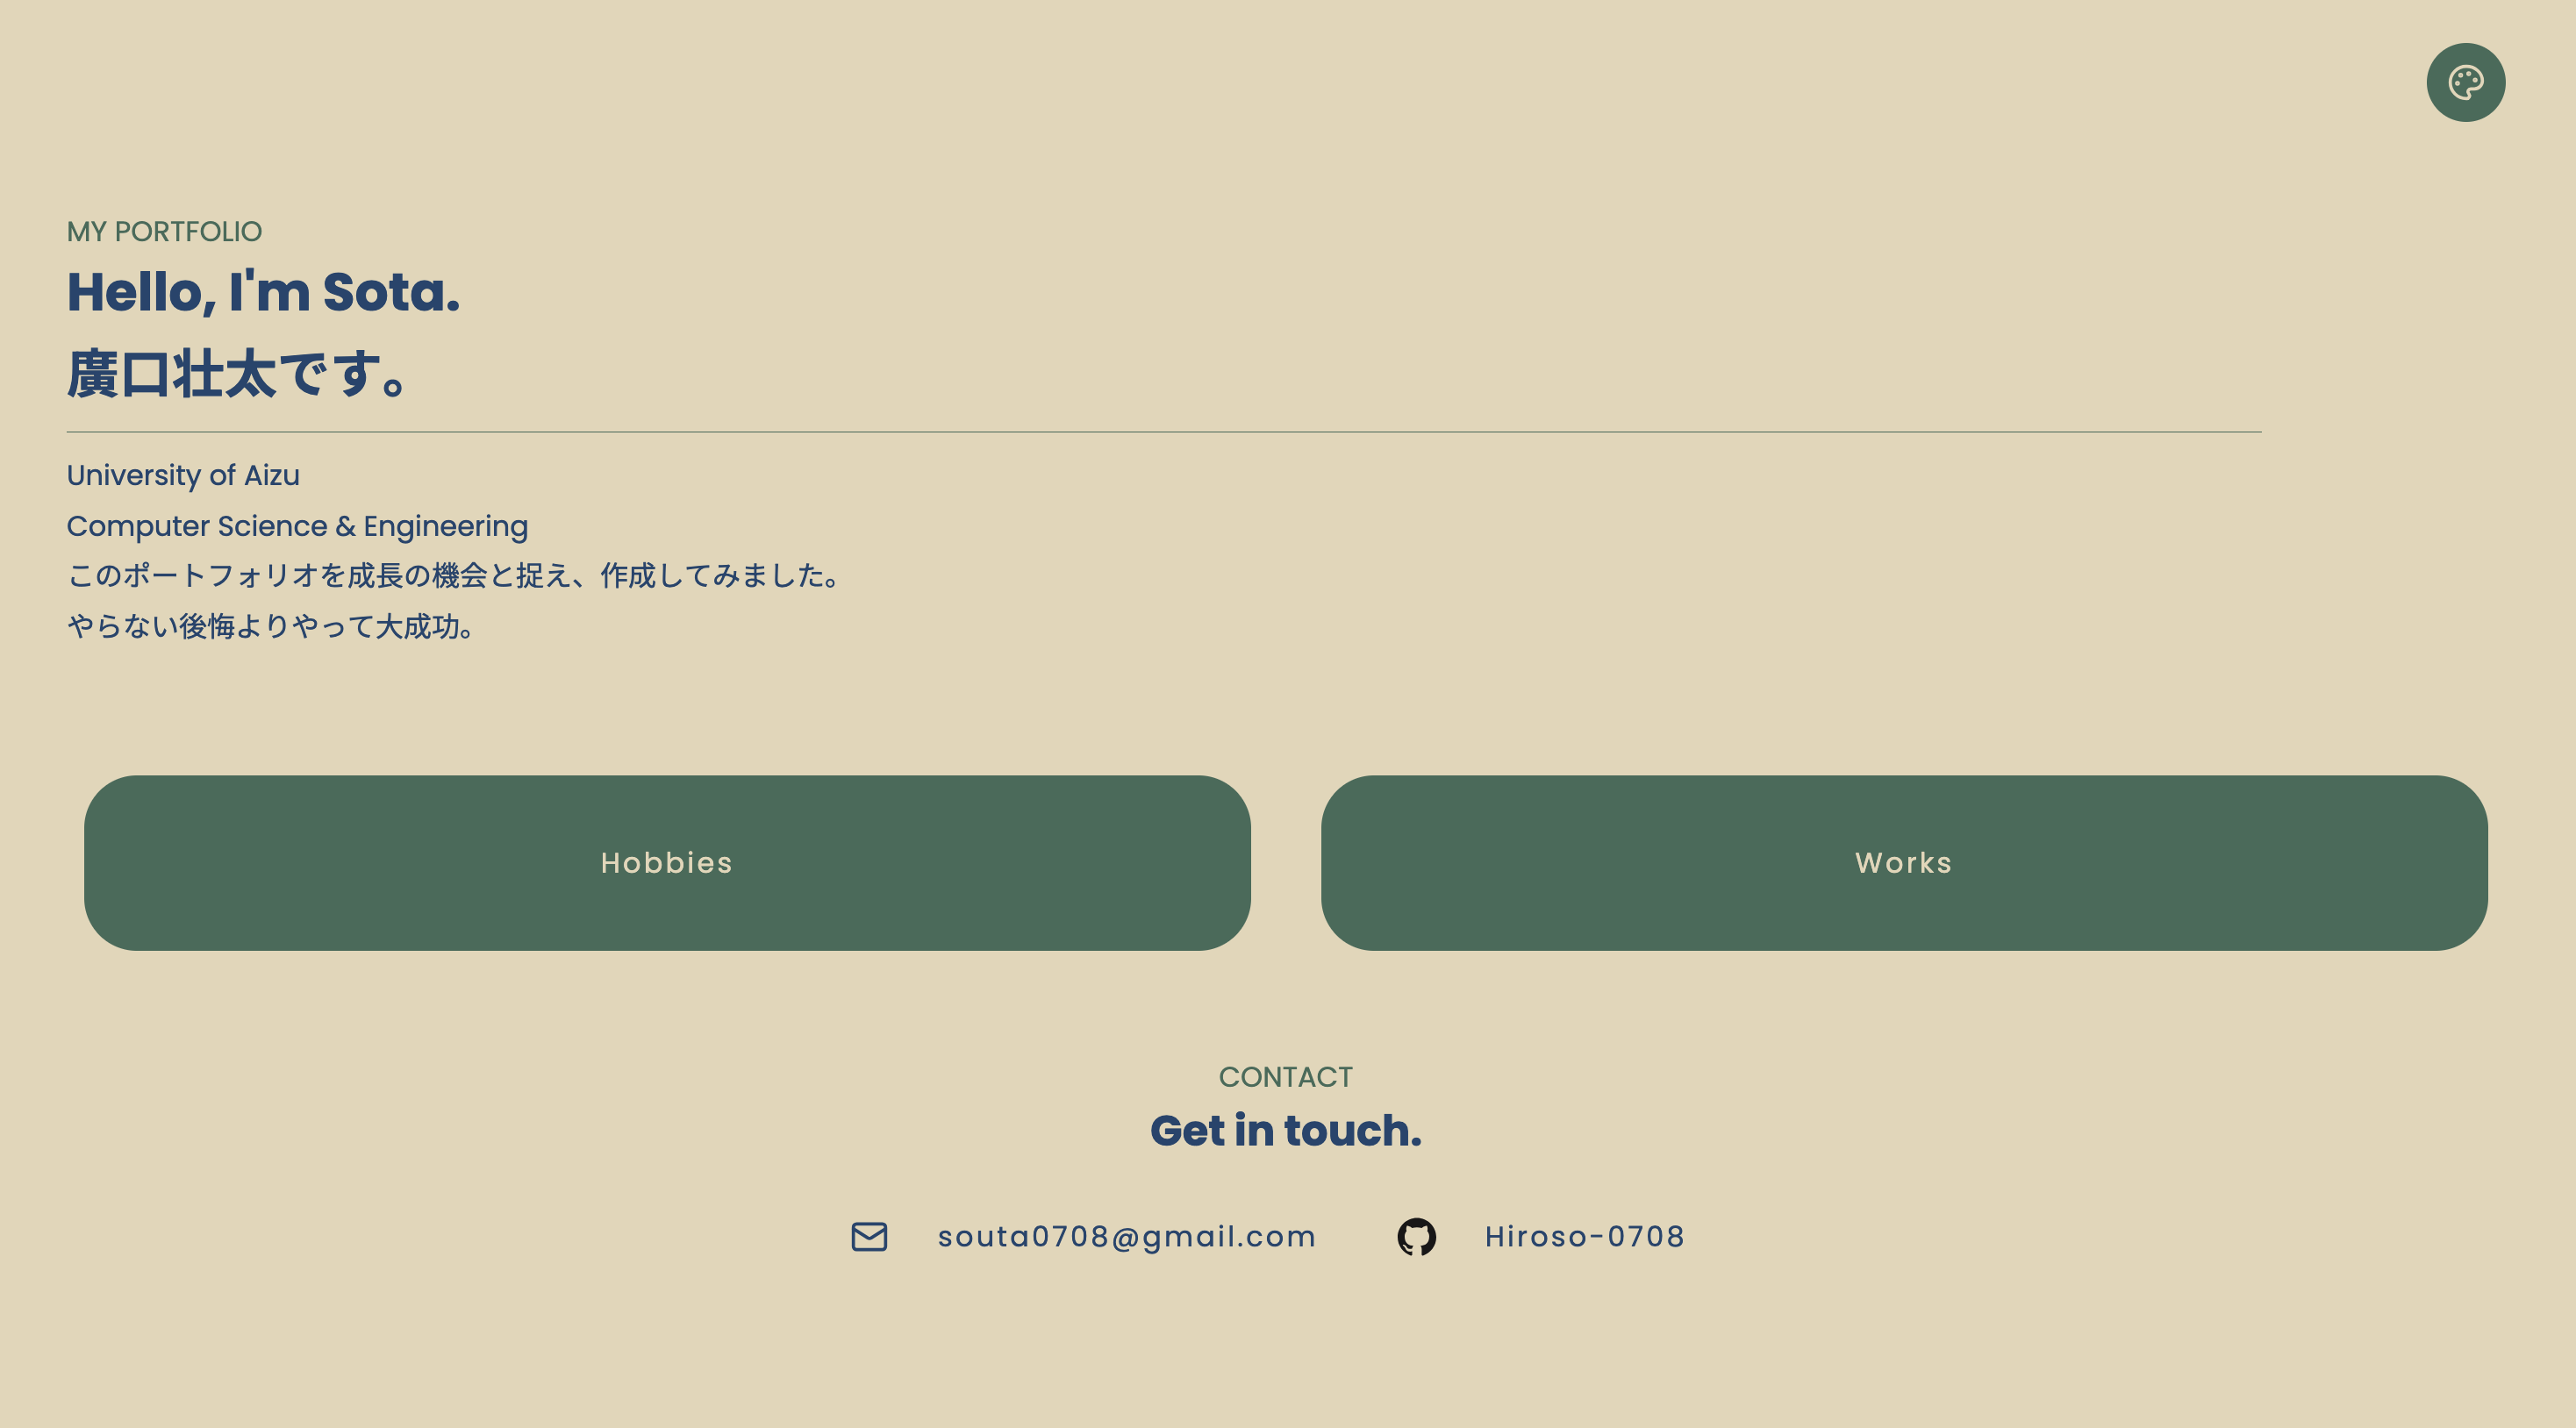 MY PORTFOLIO
Hello, I'm Sota.
廣口壮太です。
University of Aizu
Computer Science & Engineering
このポートフォリオを成長の機会と捉え、作成してみました。
やらない後悔よりやって大成功。
Hobbies
Works
CONTACT
Get in touch.
souta0708@gmail.com
Hiroso-0708